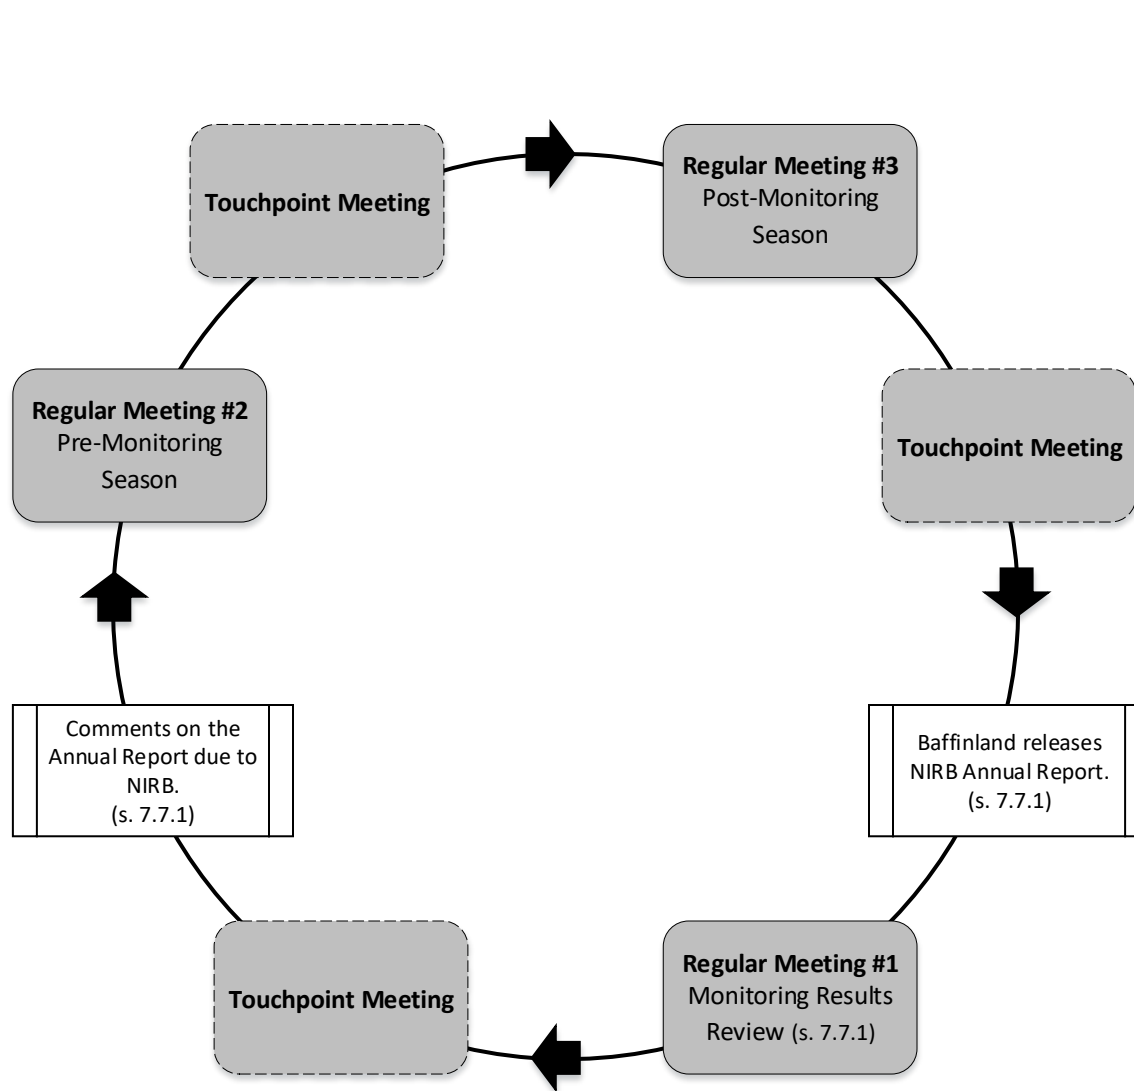 Touchpoint Meeting
Regular Meeting #3
Post-Monitoring
Season
Regular Meeting #2
Pre-Monitoring
Season
Touchpoint Meeting
Comments on the
Annual Report due to
NIRB.
(s. 7.7.1)
Baffinland releases
NIRB Annual Report.
(s. 7.7.1)
Touchpoint Meeting
Regular Meeting #1
Monitoring Results
Review (s. 7.7.1)